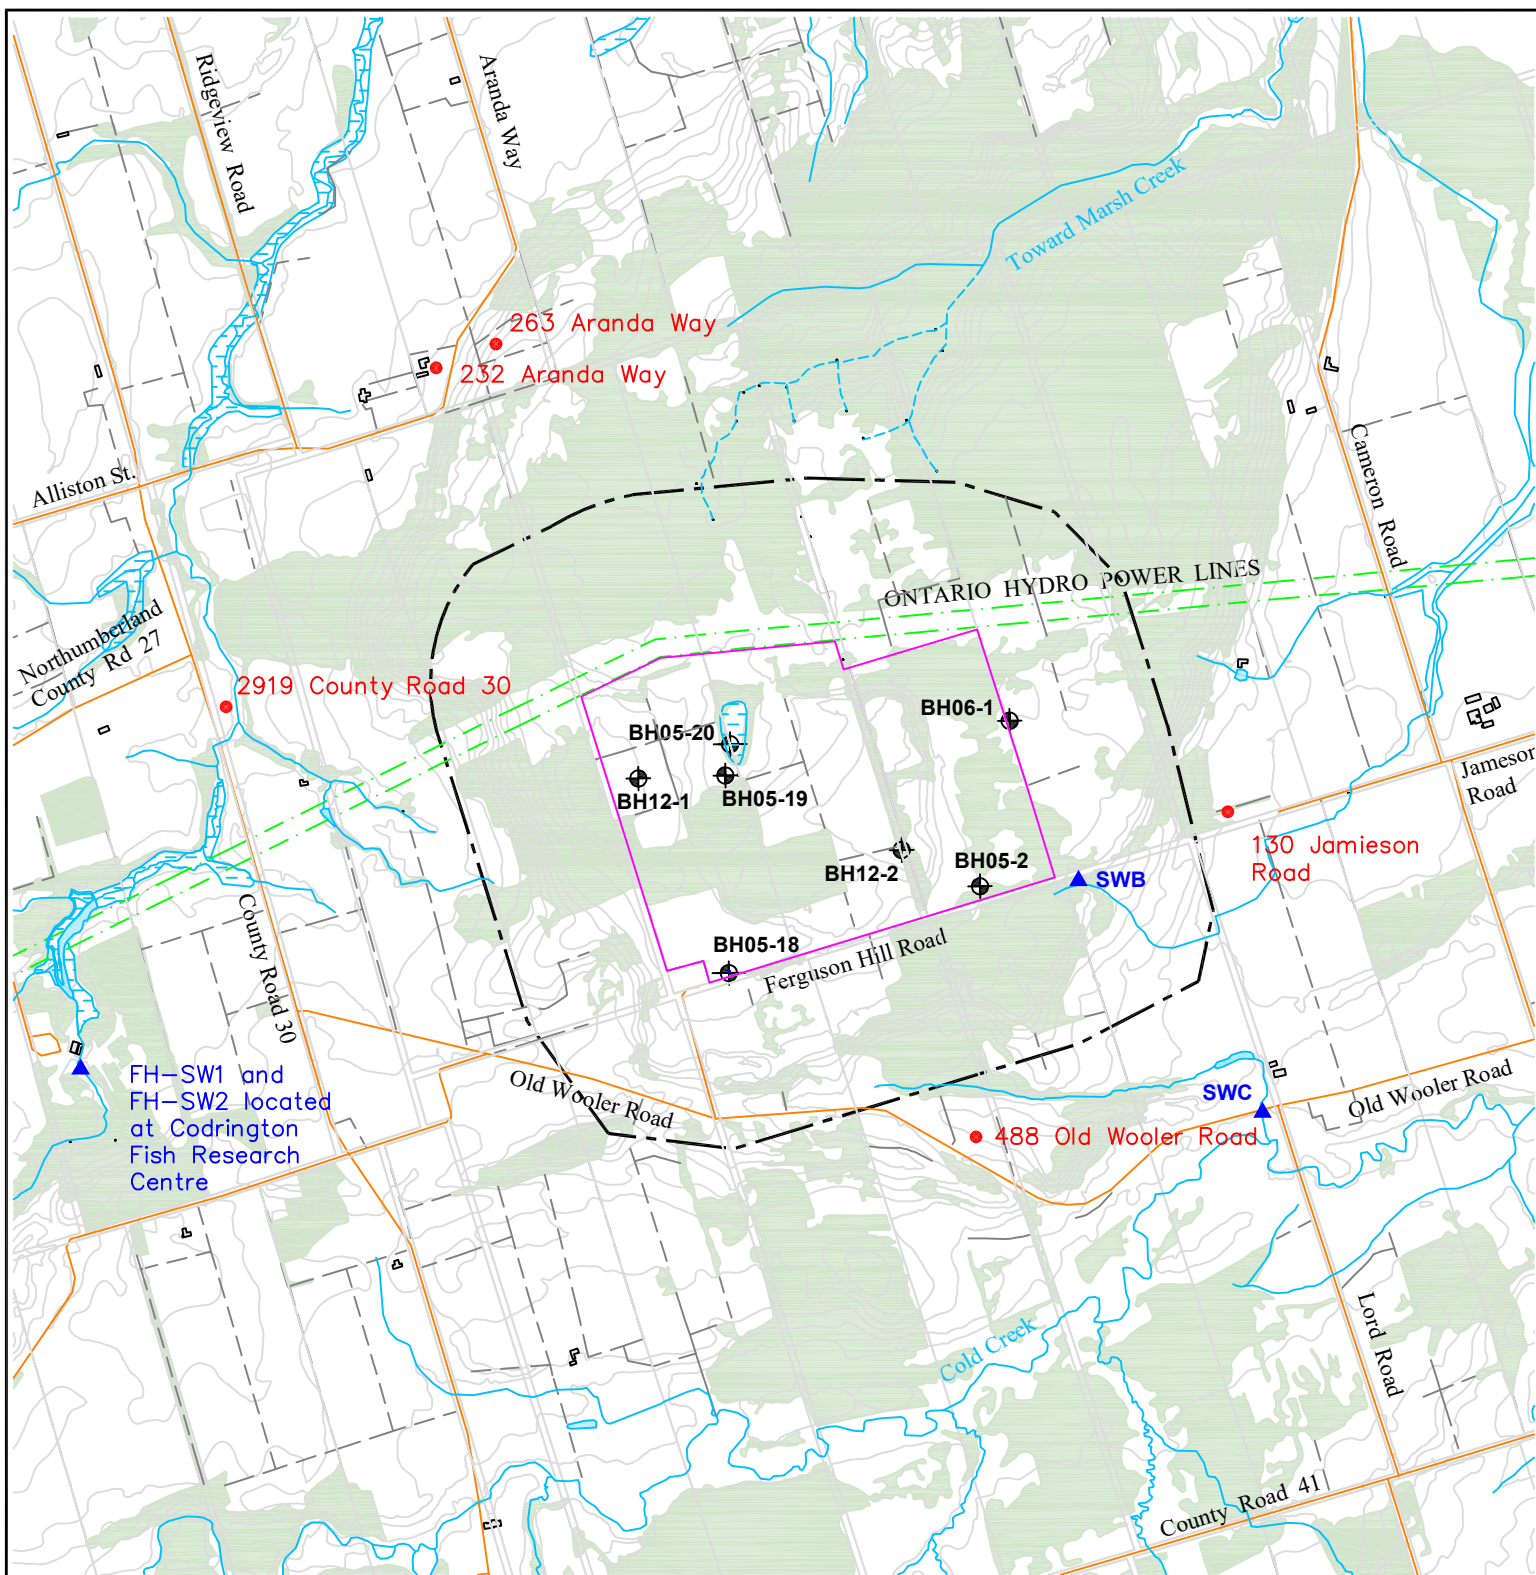 Ridgeview Road
Aranda Way
Toward Marsh Creek
263 Aranda Way
232 Aranda Way
Alliston St.
Cameron Road
ONTARIO HYDRO POWER LINES
Northumberland
County Rd 27
2919 County Road 30
BH06-1
BH05-20
BH12-1
BH05-19
Jameson
Road
130 Jamieson
Road
BH12-2
BH05-2
SWB
County Road 30
BH05-18
Ferguson Hill Road
FH-SW1 and
FH-SW2 located
at Codrington
Fish Research
Centre
Old Wooler Road
SWC
Old Wooler Road
488 Old Wooler Road
Cold Creek
Lord Road
County Road 41